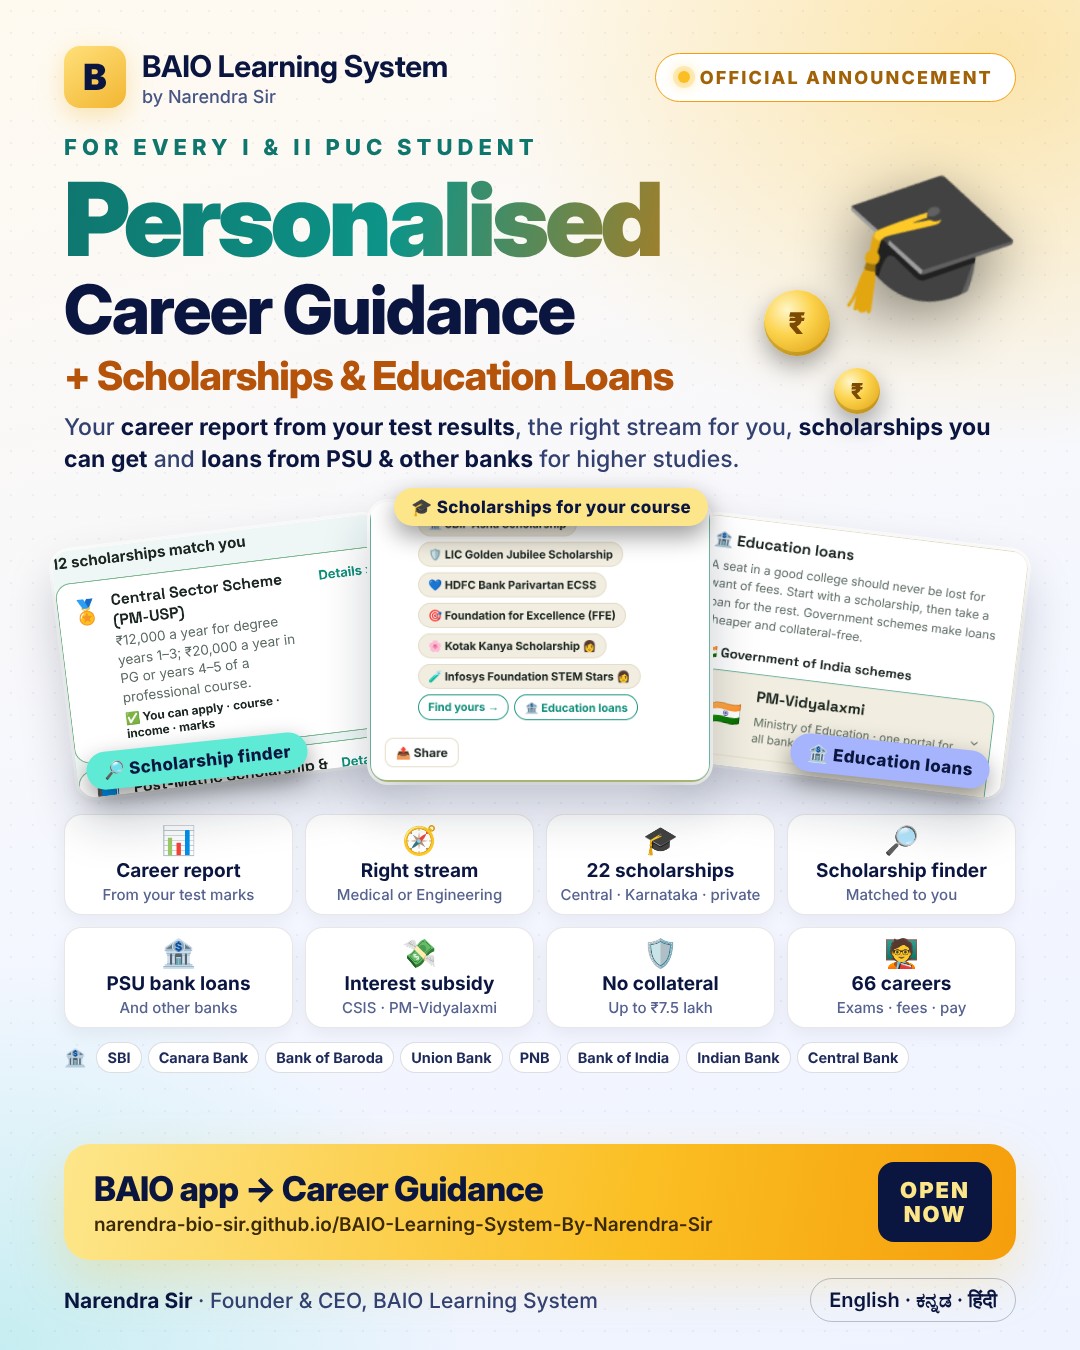 B
BAIO Learning System
by Narendra Sir
OFFICIAL ANNOUNCEMENT
FOR EVERY I & II PUC STUDENT
Personalised
Career Guidance
+ Scholarships & Education Loans
₹
₹
Your career report from your test results, the right stream for you, scholarships you
can get and loans from PSU & other banks for higher studies.
12 scholarships match you
Central Sector Scheme
(PM-USP)
Details
₹12,000 a year for degree
years 1–3; ₹20,000 a year in
PG or years 4–5 of a
professional course.
✅ You can apply · course ·
income · marks
Post-Matric Scholarship &
🔎 Scholarship finder
🎓 Scholarships for your course
🛡️ LIC Golden Jubilee Scholarship
💙 HDFC Bank Parivartan ECSS
🎯 Foundation for Excellence (FFE)
🌸 Kotak Kanya Scholarship 👩
🧪 Infosys Foundation STEM Stars 👩
Find yours →
🏦 Education loans
📤 Share
🏦 Education loans
A seat in a good college should never be lost for
want of fees. Start with a scholarship, then take a
loan for the rest. Government schemes make loans
cheaper and collateral-free.
Government of India schemes
PM-Vidyalaxmi
Ministry of Education · one portal for
all bank
🏦 Education loans
Career report
From your test marks
Right stream
Medical or Engineering
22 scholarships
Central · Karnataka · private
Scholarship finder
Matched to you
PSU bank loans
And other banks
Interest subsidy
CSIS · PM-Vidyalaxmi
No collateral
Up to ₹7.5 lakh
66 careers
Exams · fees · pay
SBI
Canara Bank
Bank of Baroda
Union Bank
PNB
Bank of India
Indian Bank
Central Bank
BAIO app → Career Guidance
narendra-bio-sir.github.io/BAIO-Learning-System-By-Narendra-Sir
OPEN
NOW
Narendra Sir · Founder & CEO, BAIO Learning System
English · ಕನ್ನಡ · हिंदी